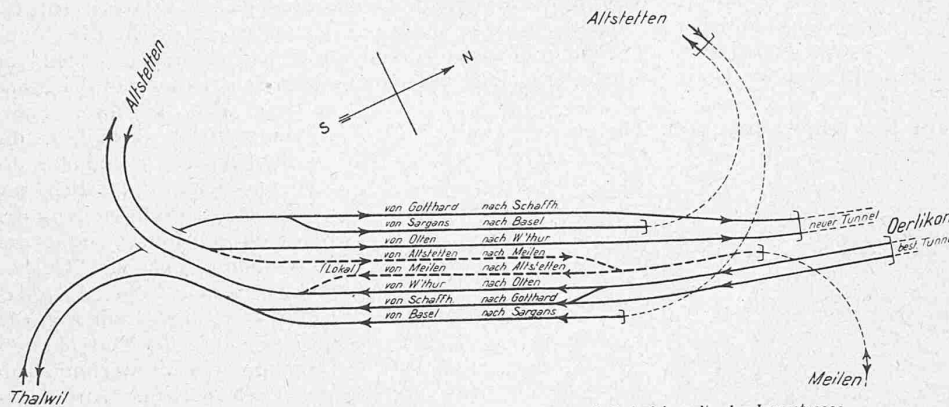 Altstetten
Altstetten
S
N
von Gotthard nach Schaffh.
von Sargans nach Basel
von Olten nach W'thur
von Altstetten nach Meilen
(Lokal) von Meilen nach Altstetten
von W'thur nach Olten
von Schaffh. nach Gotthard
von Basel nach Sargans
neuer Tunnel
Oerlikon
best. Tunnel
Thalwil
Meilen